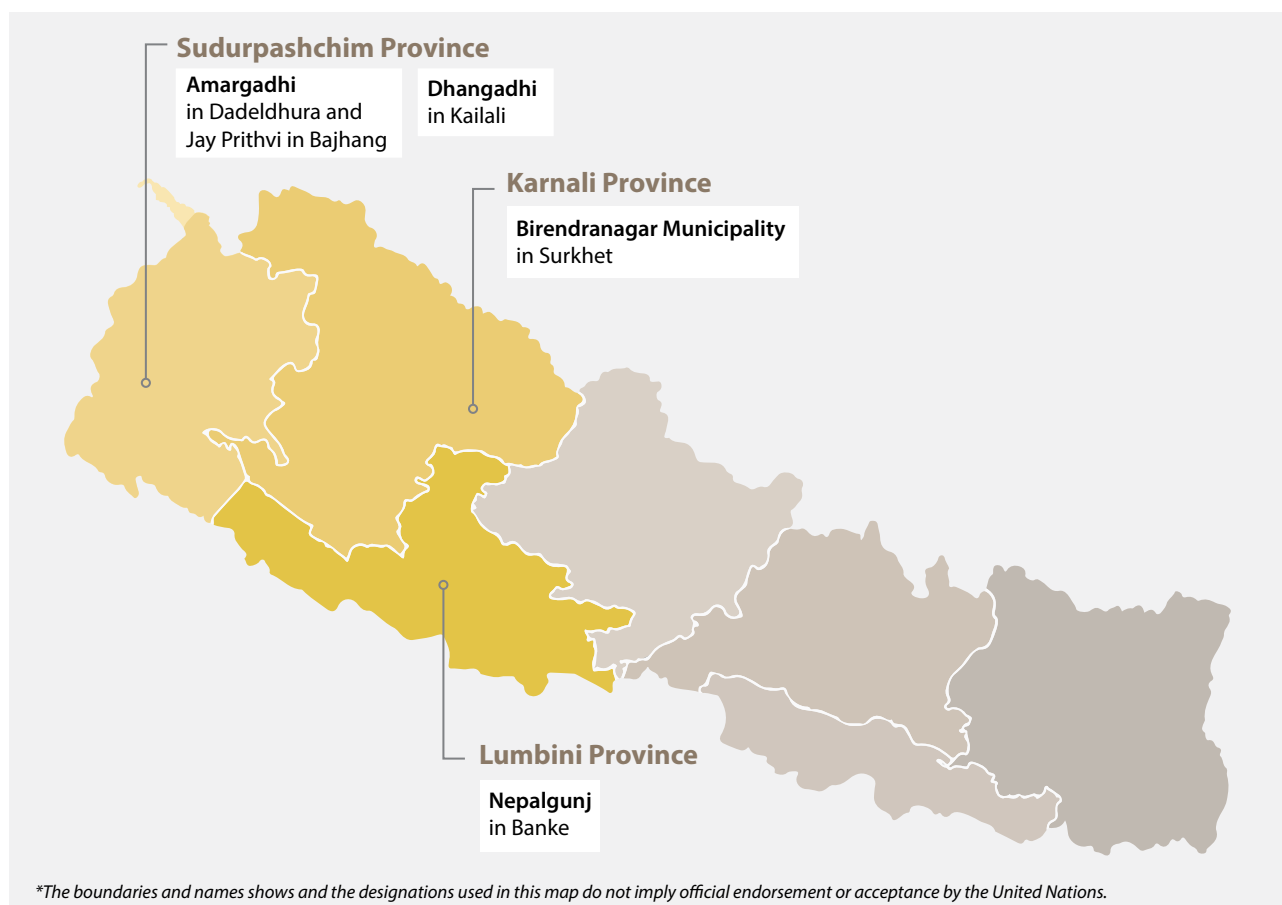 Sudurpashchim Province
Amargadhi
in Dadeldhura and
Jay Prithvi in Bajhang
Dhangadhi
in Kailali
Karnali Province
Birendranagar Municipality
in Surkhet
Lumbini Province
Nepalgunj
in Banke
*The boundaries and names shows and the designations used in this map do not imply official endorsement or acceptance by the United Nations.